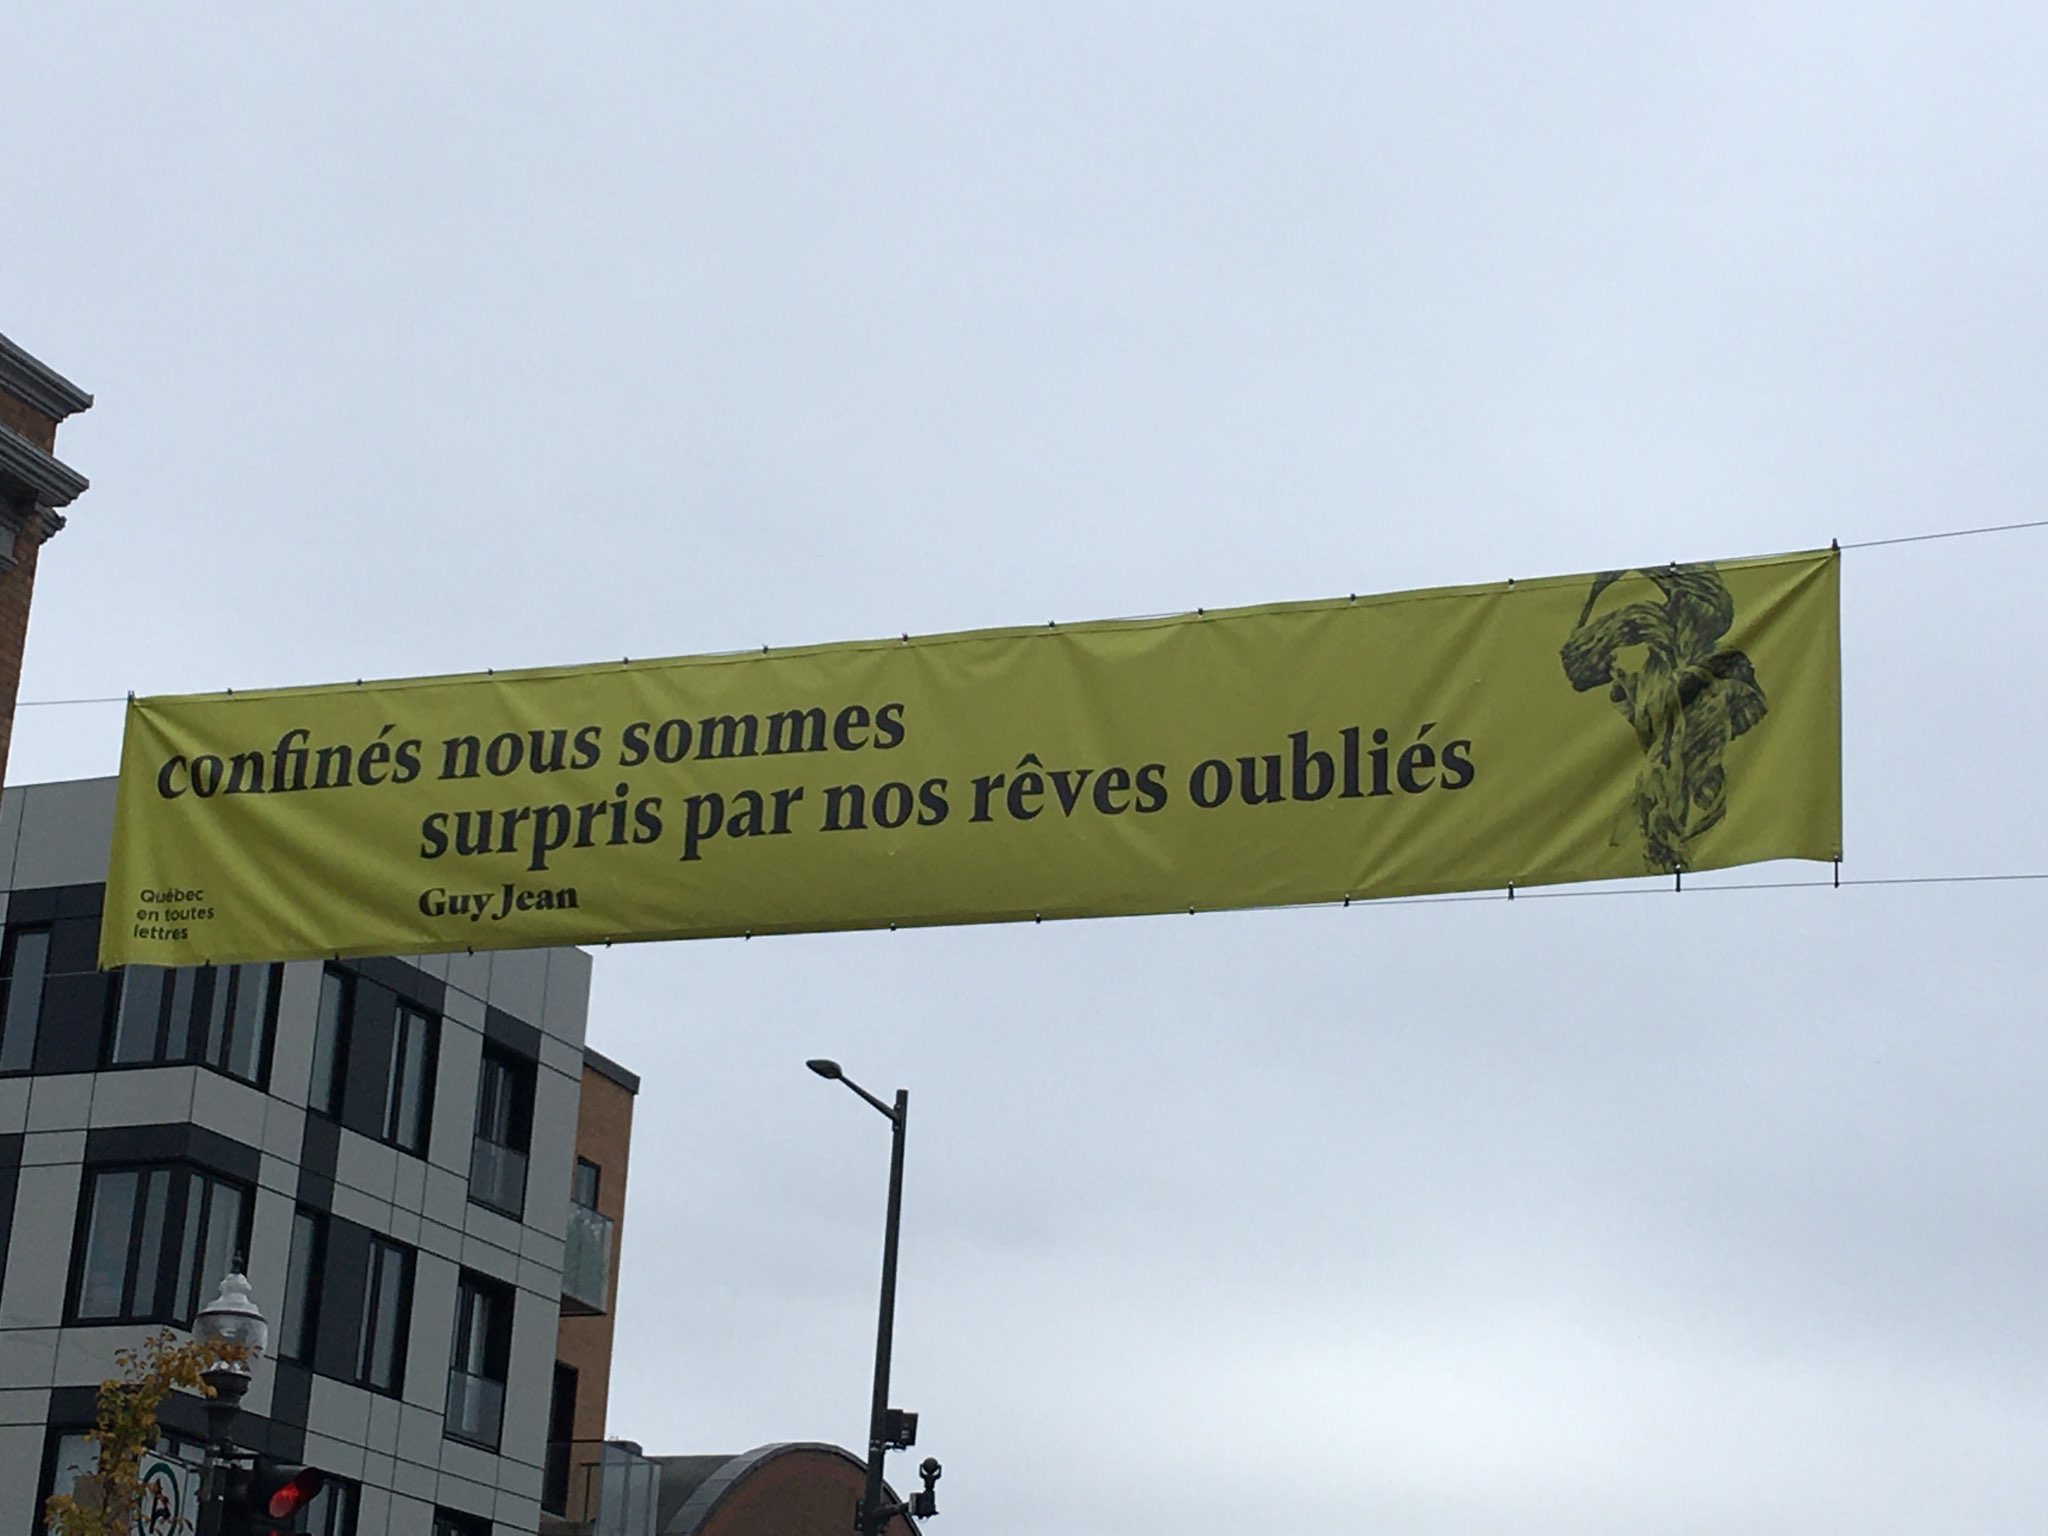 confinés nous sommes
surpris par nos rêves oubliés
Guy Jean
Québec
en toutes
lettres